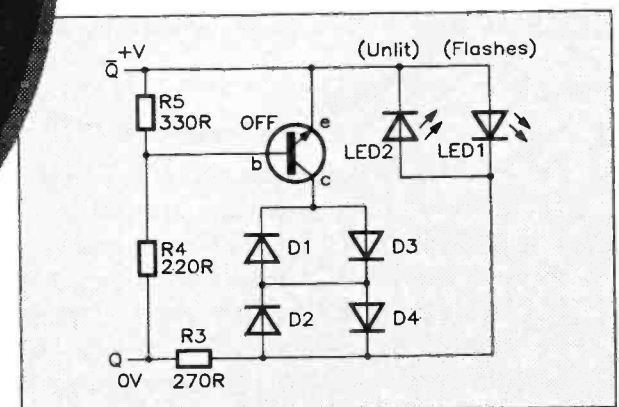 +V
Q̅
(Unlit) (Flashes)
R5
330R
OFF
e
b
c
LED2
LED1
D1
D3
R4
220R
D2
D4
R3
Q
0V
270R